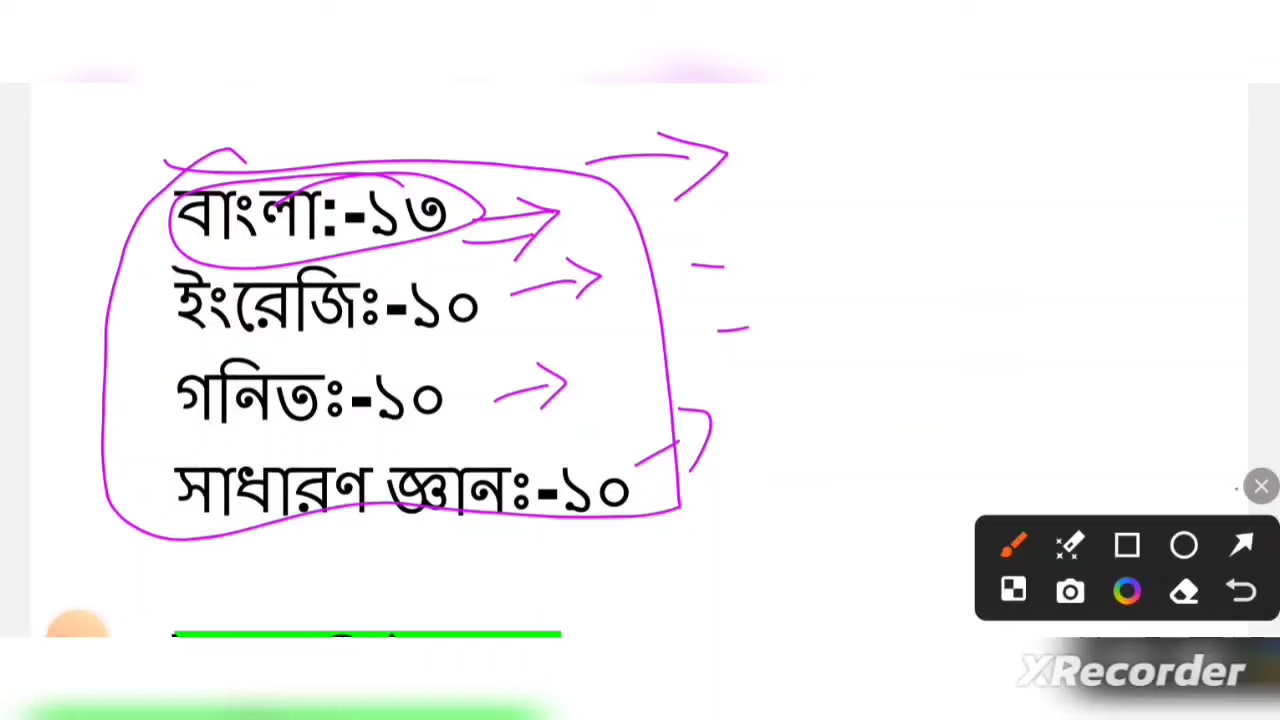 বাংলা:-১৩
ইংরেজিঃ-১০
গনিতঃ-১০
সাধারণ জ্ঞানঃ-১০
XRecorder